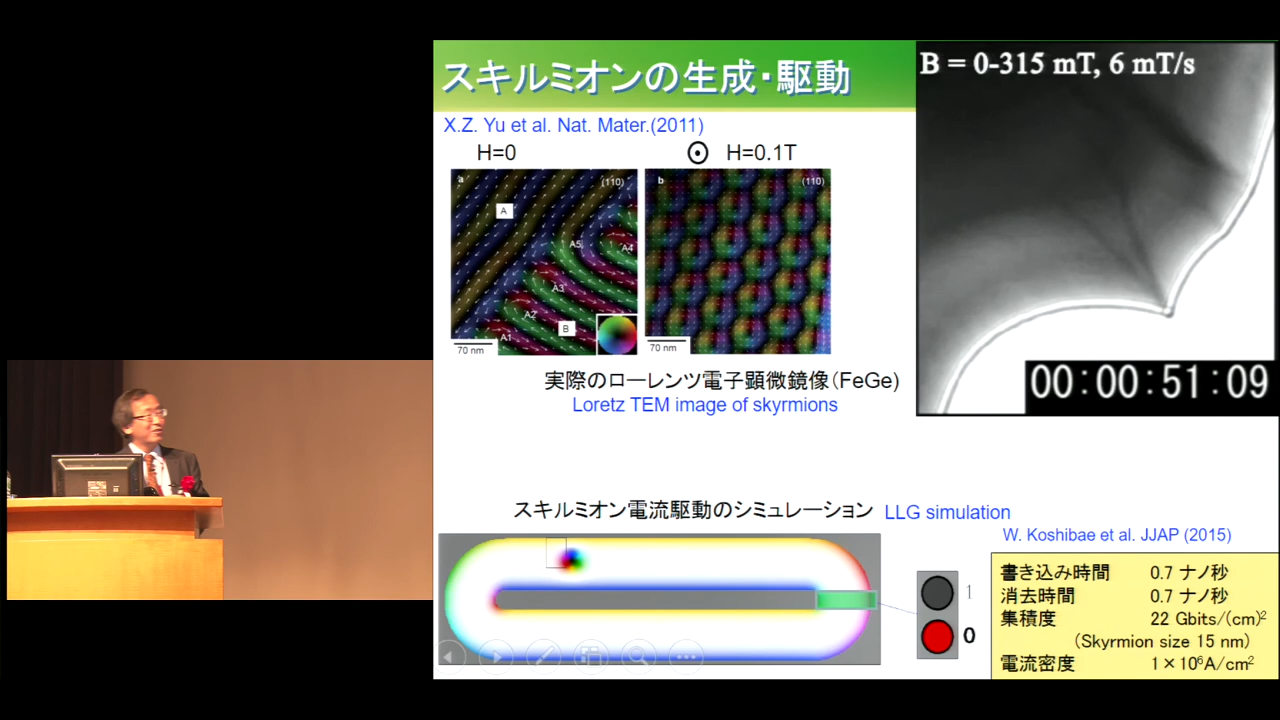 スキルミオンの生成・駆動
B = 0-315 mT, 6 mT/s
X.Z. Yu et al. Nat. Mater.(2011)
H=0
H=0.1T
a
(110)
A
A5
A4
A3
A2
B
A1
70 nm
b
(110)
70 nm
00:00:51:09
実際のローレンツ電子顕微鏡像(FeGe)
Loretz TEM image of skyrmions
スキルミオン電流駆動のシミュレーション LLG simulation
W. Koshibae et al. JJAP (2015)
1
0
書き込み時間 0.7 ナノ秒
消去時間 0.7 ナノ秒
集積度 22 Gbits/(cm)²
(Skyrmion size 15 nm)
電流密度 1×10⁶A/cm²